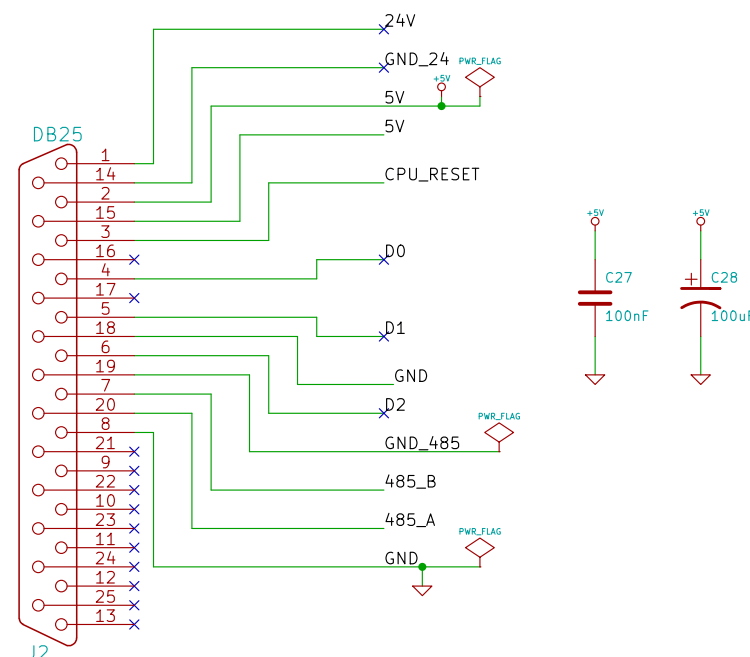 24V
GND_24
PWR_FLAG
+5V
5V
DB25
5V
1
14
CPU_RESET
2
15
+5V
+5V
3
16
D0
4
C27
C28
17
5
100nF
100uF
18
D1
6
19
GND
7
D2
20
PWR_FLAG
8
GND_485
21
9
22
485_B
10
23
485_A
11
PWR_FLAG
24
GND
12
25
13
J2